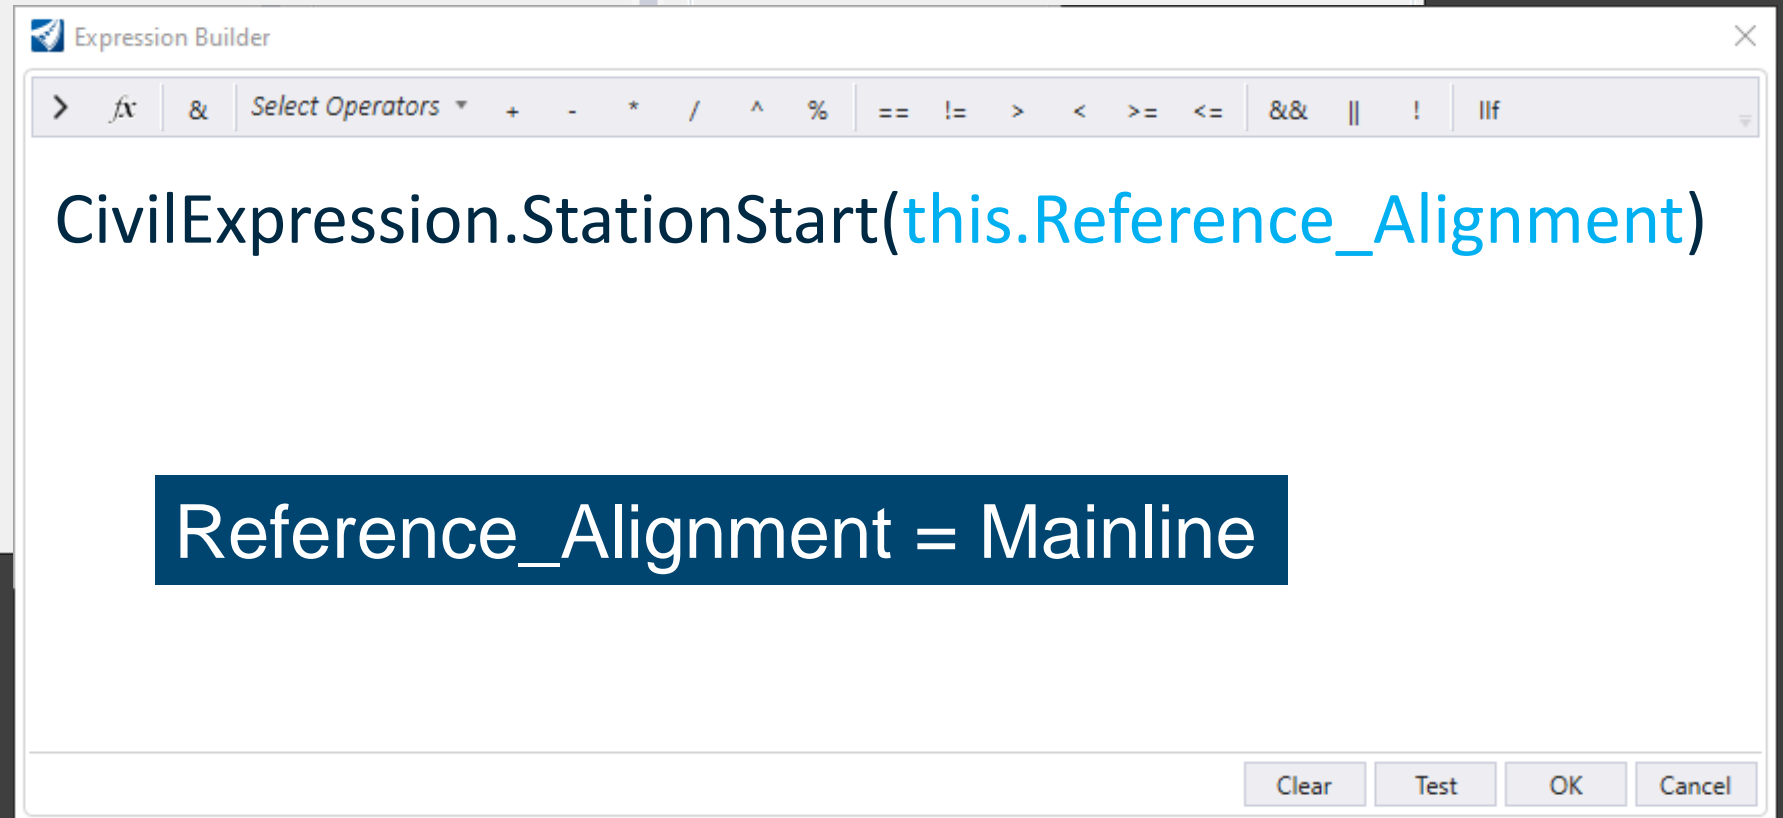 Expression Builder
fx & Select Operators + - * / ^ % == != > < >= <= && || ! IIf
CivilExpression.StationStart(this.Reference_Alignment)
Reference_Alignment = Mainline
Clear Test OK Cancel